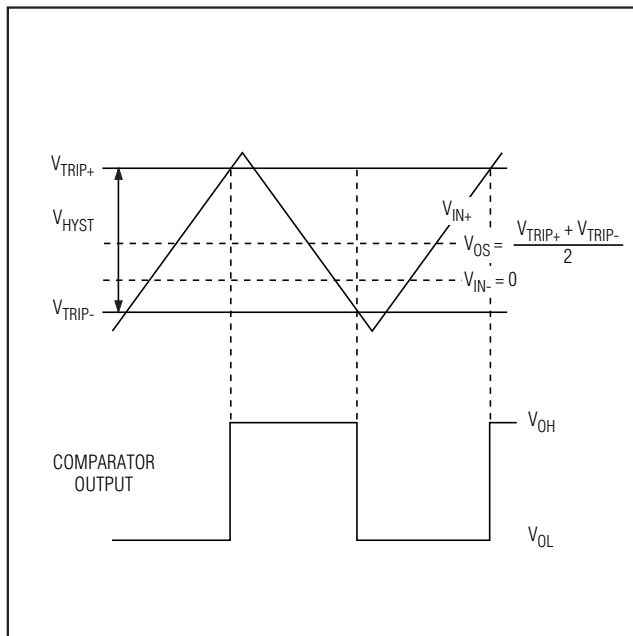 V_TRIP+
V_HYST
V_IN+
V_OS = (V_TRIP+ + V_TRIP-) / 2
V_IN- = 0
V_TRIP-
COMPARATOR
OUTPUT
V_OH
V_OL